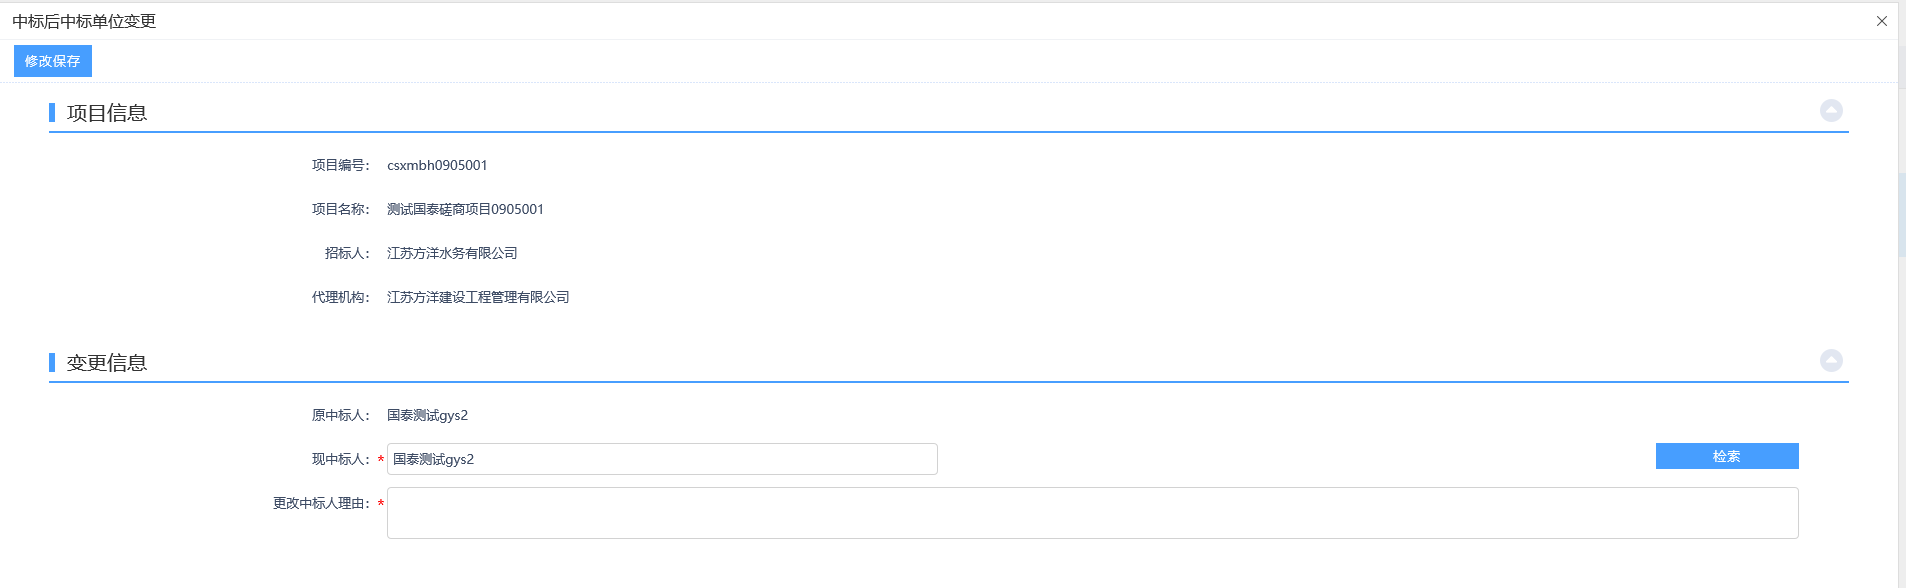 中标后中标单位变更
修改保存
项目信息
项目编号： csxmbh0905001
项目名称： 测试国泰磋商项目0905001
招标人： 江苏方洋水务有限公司
代理机构： 江苏方洋建设工程管理有限公司
变更信息
原中标人： 国泰测试gys2
现中标人：* 国泰测试gys2 检索
更改中标人理由：*